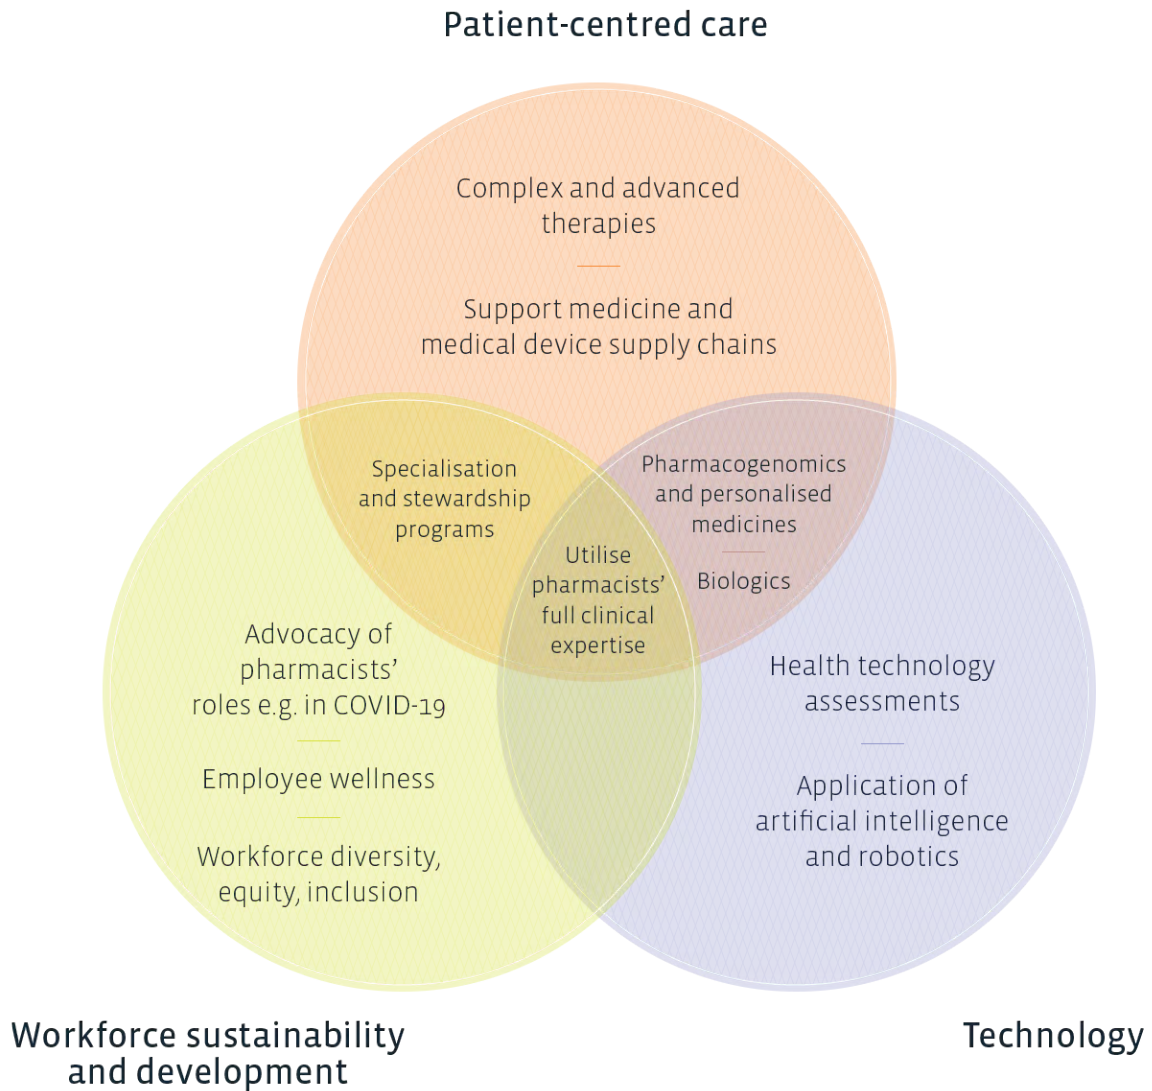 Patient-centred care
Complex and advanced
therapies
Support medicine and
medical device supply chains
Specialisation
and stewardship
programs
Pharmacogenomics
and personalised
medicines
Biologics
Utilise
pharmacists’
full clinical
expertise
Advocacy of
pharmacists’
roles e.g. in COVID-19
Employee wellness
Workforce diversity,
equity, inclusion
Health technology
assessments
Application of
artificial intelligence
and robotics
Workforce sustainability
and development
Technology